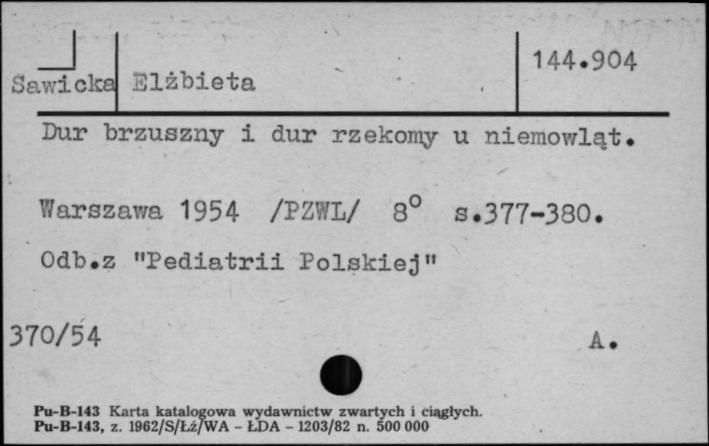 144.904
Sawicka Elżbieta
Dur brzuszny i dur rzekomy u niemowląt.
Warszawa 1954 /PZWL/ 8° s.377-380.
Odb.z "Pediatrii Polskiej"
370/54 A.
Pu-B-143 Karta katalogowa wydawnictw zwartych i ciągłych.
Pu-B-143, z. 1962/S/Łź/WA – ŁDA – 1203/82 n. 500 000